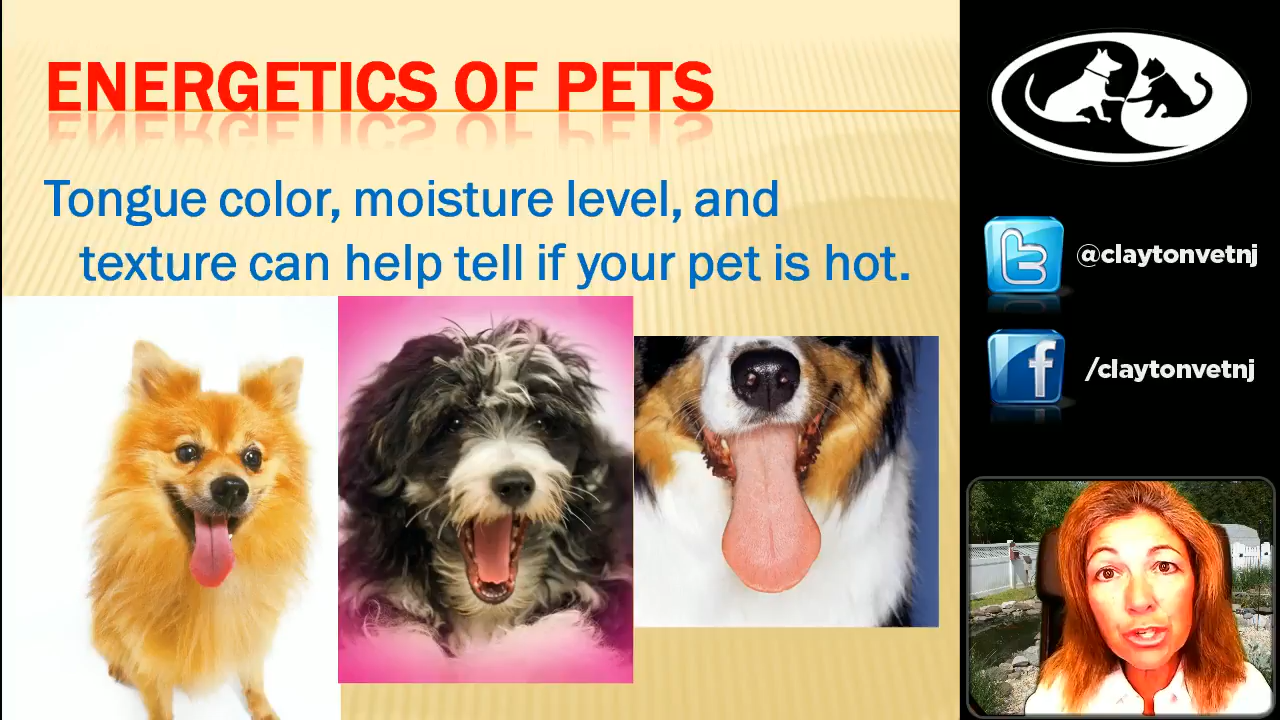 ENERGETICS OF PETS
Tongue color, moisture level, and
texture can help tell if your pet is hot.
@claytonvetnj
/claytonvetnj